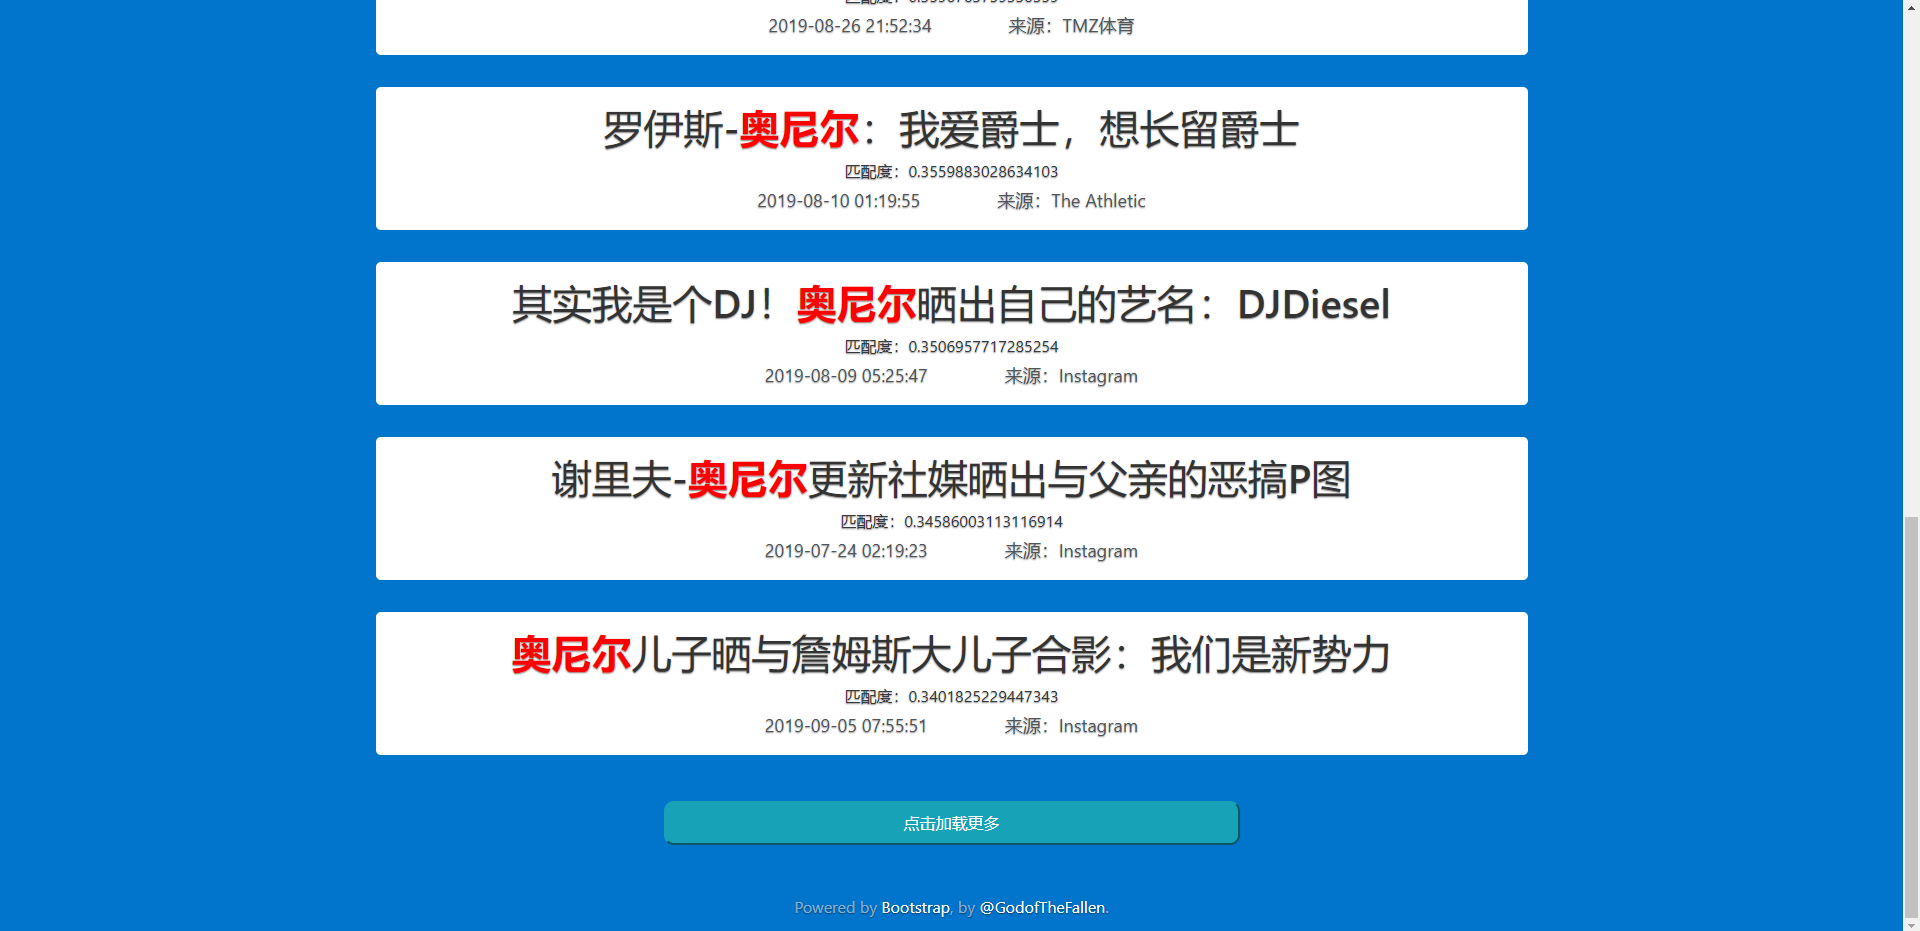 2019-08-26 21:52:34 来源：TMZ体育
罗伊斯-奥尼尔：我爱爵士，想长留爵士
匹配度：0.3559883028634103
2019-08-10 01:19:55 来源：The Athletic
其实我是个DJ！奥尼尔晒出自己的艺名：DJDiesel
匹配度：0.3506957717285254
2019-08-09 05:25:47 来源：Instagram
谢里夫-奥尼尔更新社媒晒出与父亲的恶搞P图
匹配度：0.34586003113116914
2019-07-24 02:19:23 来源：Instagram
奥尼尔儿子晒与詹姆斯大儿子合影：我们是新势力
匹配度：0.3401825229447343
2019-09-05 07:55:51 来源：Instagram
点击加载更多
Powered by Bootstrap, by @GodofTheFallen.